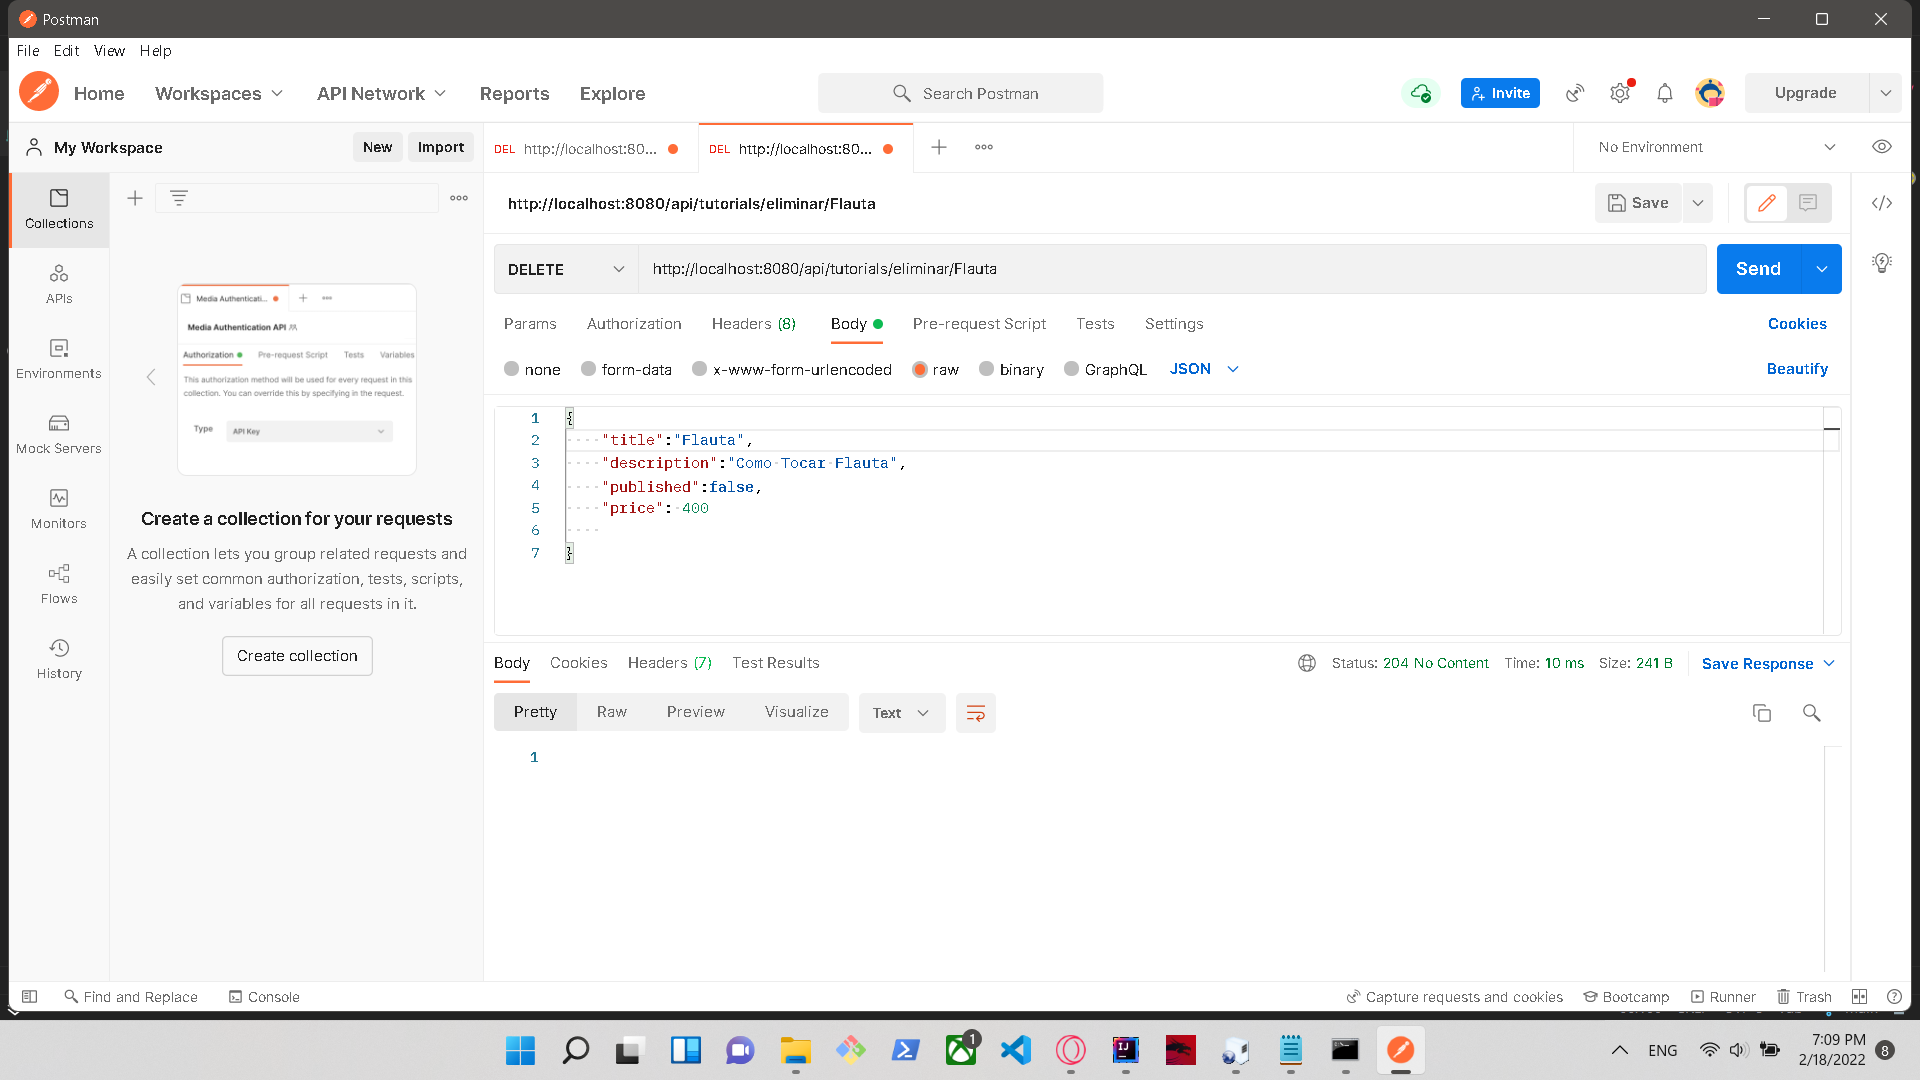 Postman
File Edit View Help
Home Workspaces API Network Reports Explore
Search Postman
Invite
Upgrade
My Workspace
New Import
DEL http://localhost:80...
DEL http://localhost:80...
No Environment
Collections
APIs
Environments
Mock Servers
Monitors
Flows
History
Media Authenticati...
Media Authentication API
Authorization Pre-request Script Tests Variables
This authorization method will be used for every request in this
collection. You can override this by specifying in the request.
Type API Key
Create a collection for your requests
A collection lets you group related requests and
easily set common authorization, tests, scripts,
and variables for all requests in it.
Create collection
http://localhost:8080/api/tutorials/eliminar/Flauta
Save
DELETE http://localhost:8080/api/tutorials/eliminar/Flauta
Send
Params Authorization Headers (8) Body Pre-request Script Tests Settings
Cookies
none form-data x-www-form-urlencoded raw binary GraphQL JSON
Beautify
1 {
2 "title":"Flauta",
3 "description":"Como Tocar Flauta",
4 "published":false,
5 "price": 400
6
7 }
Body Cookies Headers (7) Test Results
Status: 204 No Content Time: 10 ms Size: 241 B Save Response
Pretty Raw Preview Visualize Text
1
Find and Replace Console
Capture requests and cookies Bootcamp Runner Trash
1
ENG
7:09 PM
2/18/2022
8